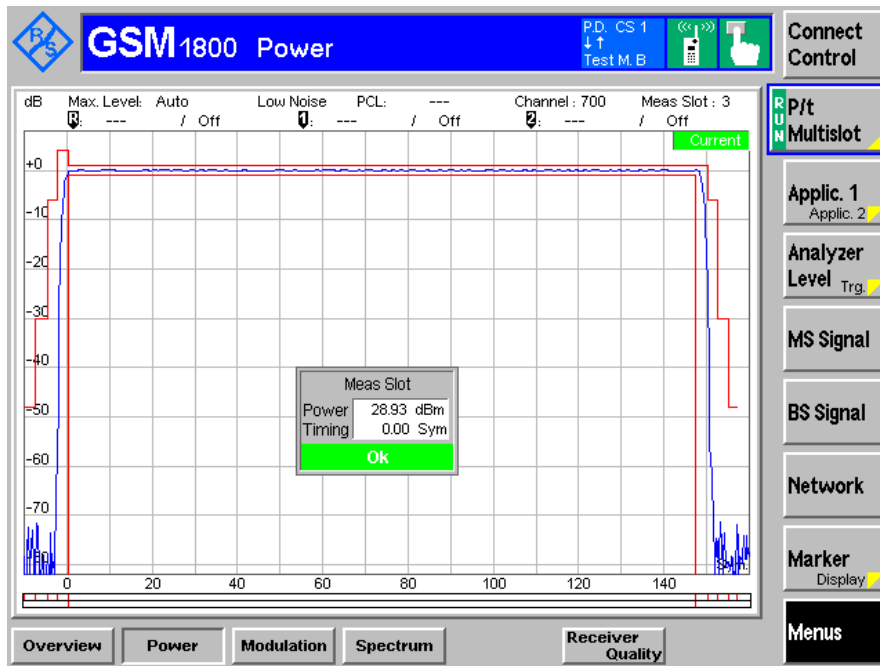 R/S
GSM1800 Power
P.D. CS 1
Test M. B
Connect Control
dB Max. Level: Auto Low Noise PCL: --- Channel : 700 Meas Slot : 3
R: --- / Off 1: --- / Off 2: --- / Off
Current
+0
-10
-20
-30
-40
-50
-60
-70
-80
0 20 40 60 80 100 120 140
Meas Slot
Power 28.93 dBm
Timing 0.00 Sym
Ok
RUN
P/t Multislot
Applic. 1
Applic. 2
Analyzer
Level Trg.
MS Signal
BS Signal
Network
Marker
Display
Menus
Overview Power Modulation Spectrum Receiver Quality